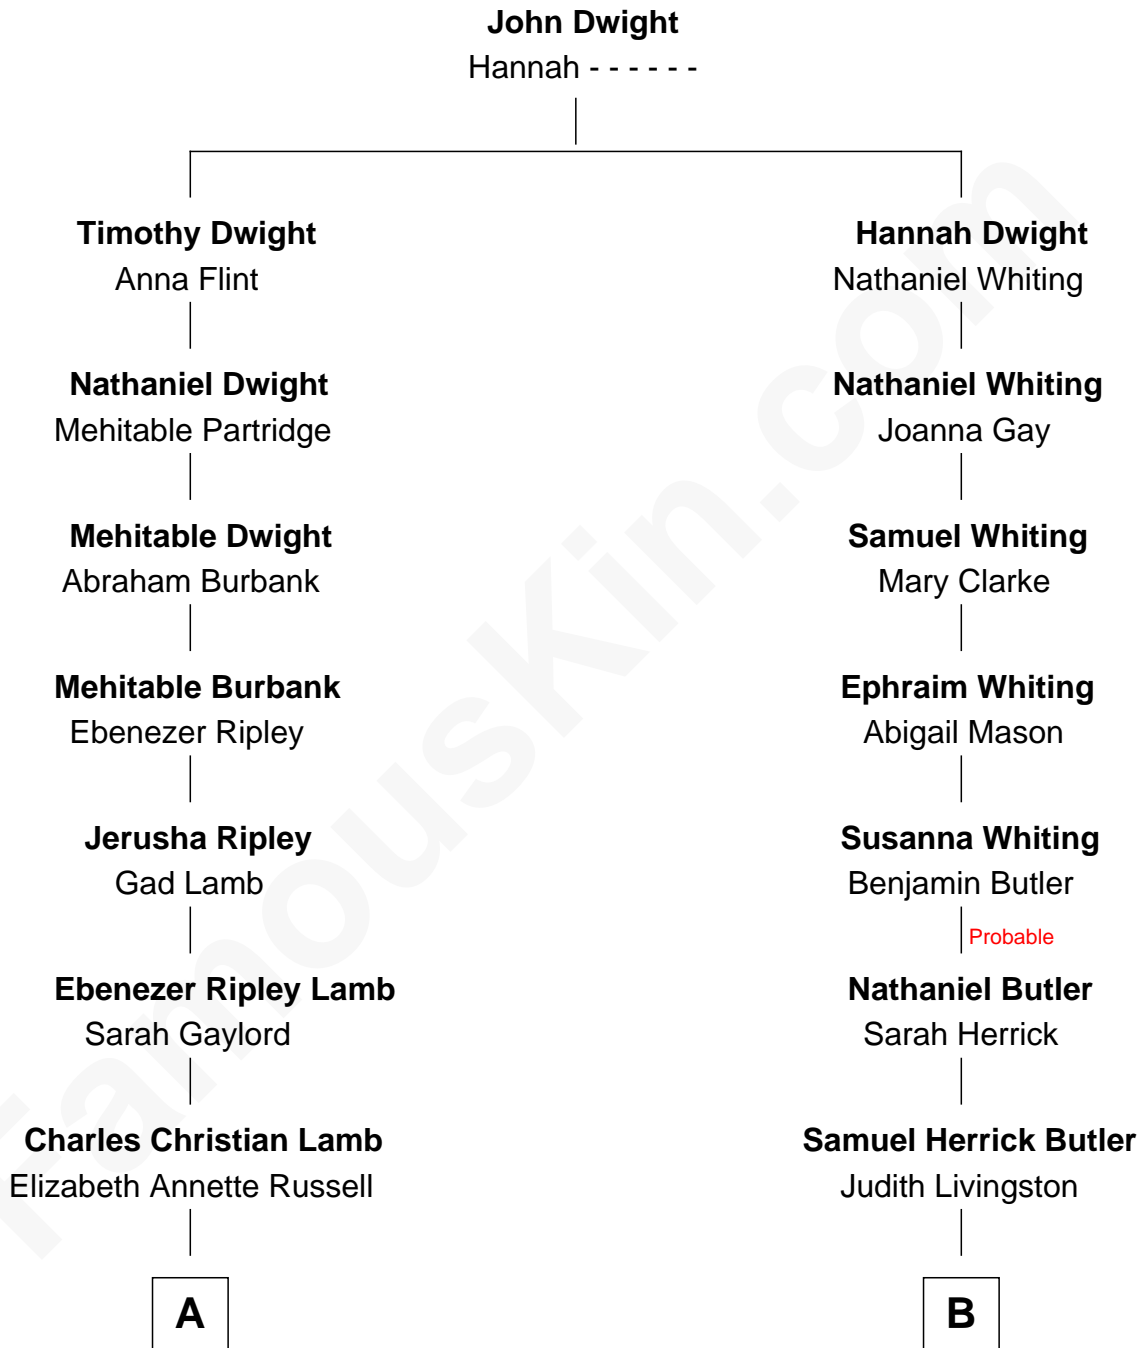 John Dwight
Hannah - - - - - -
Timothy Dwight
Anna Flint
Hannah Dwight
Nathaniel Whiting
Nathaniel Dwight
Mehitable Partridge
Nathaniel Whiting
Joanna Gay
Mehitable Dwight
Abraham Burbank
Samuel Whiting
Mary Clarke
Mehitable Burbank
Ebenezer Ripley
Ephraim Whiting
Abigail Mason
Jerusha Ripley
Gad Lamb
Susanna Whiting
Benjamin Butler
Probable
Ebenezer Ripley Lamb
Sarah Gaylord
Nathaniel Butler
Sarah Herrick
Charles Christian Lamb
Elizabeth Annette Russell
Samuel Herrick Butler
Judith Livingston
A
B
FamousKin.com